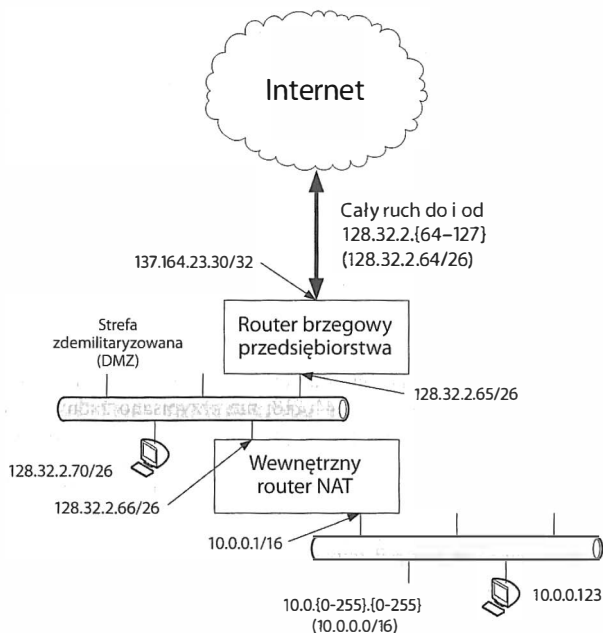 Internet
Cały ruch do i od
128.32.2.{64–127}
(128.32.2.64/26)
137.164.23.30/32
Router brzegowy
przedsiębiorstwa
Strefa
zdemilitaryzowana
(DMZ)
128.32.2.65/26
128.32.2.70/26
Wewnętrzny
router NAT
128.32.2.66/26
10.0.0.1/16
10.0.{0-255}.{0-255}
(10.0.0.0/16)
10.0.0.123